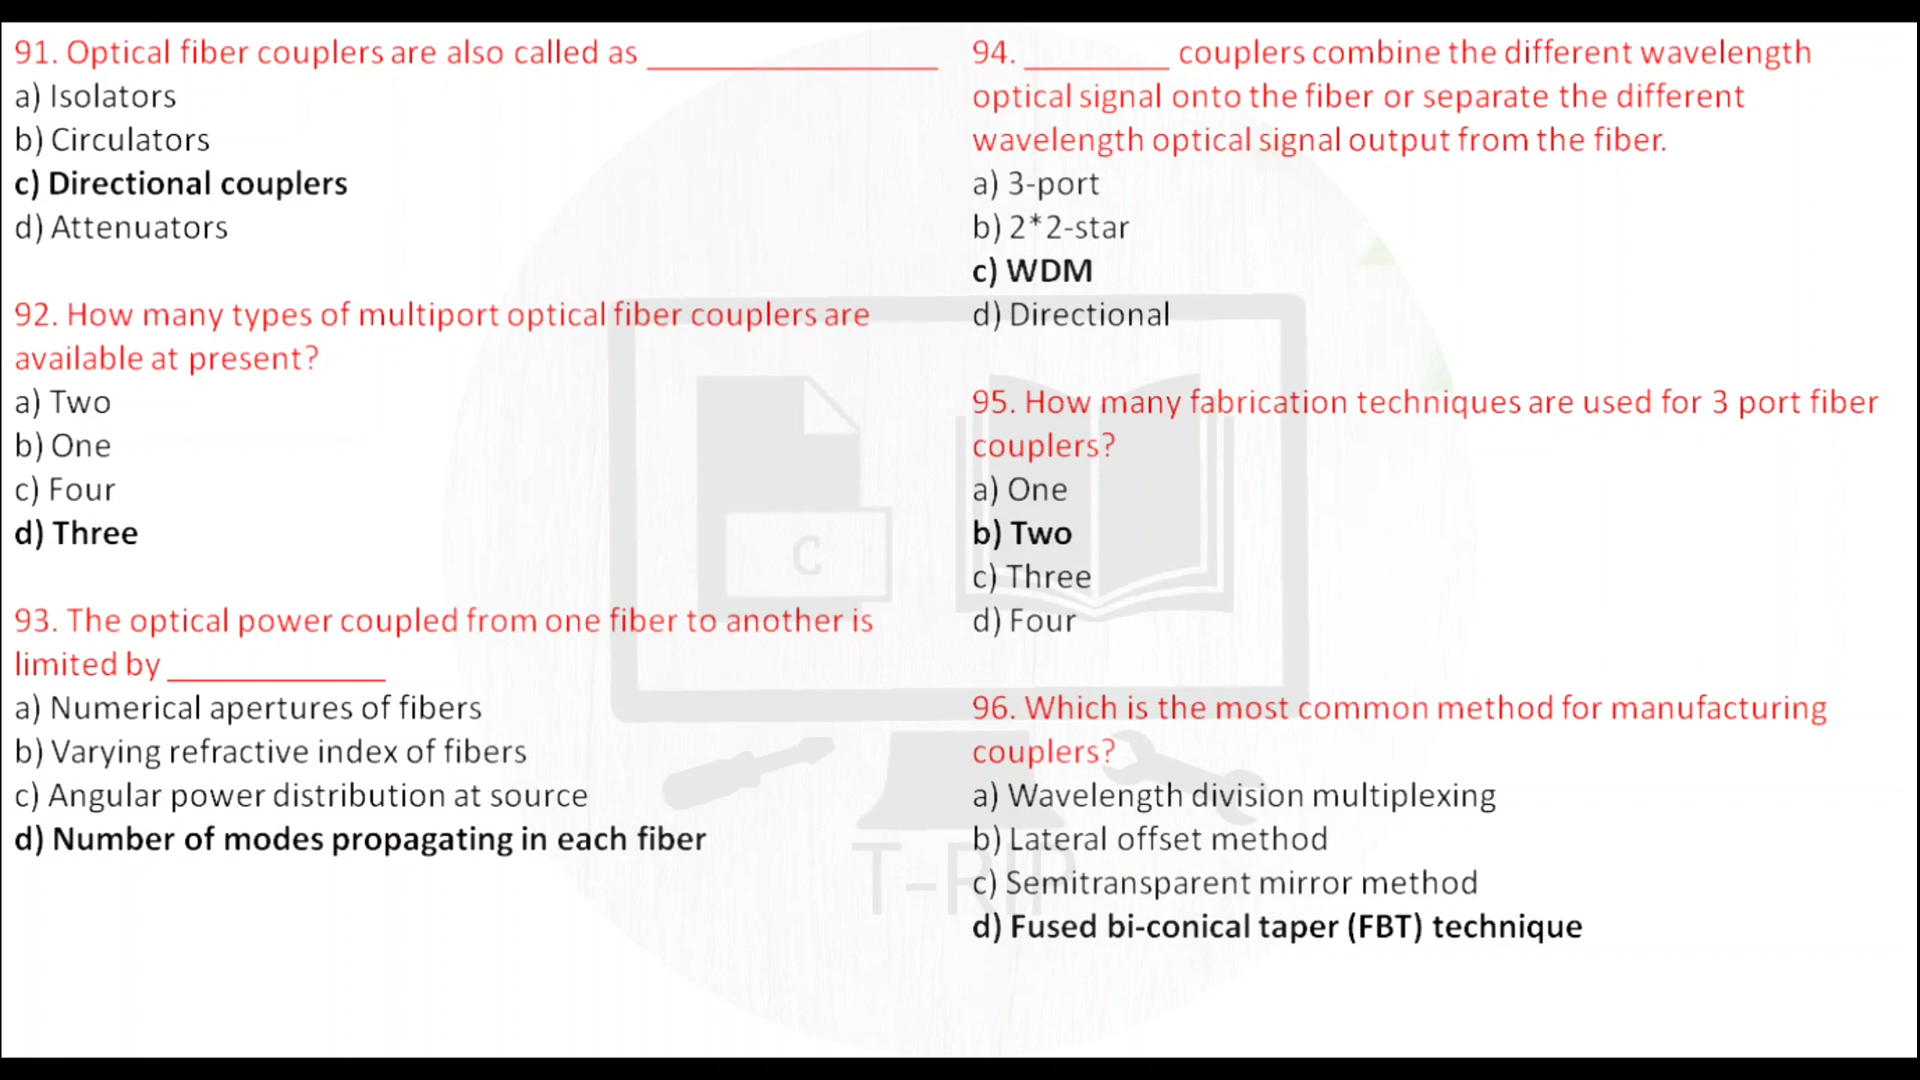 91. Optical fiber couplers are also called as ________________
a) Isolators
b) Circulators
c) Directional couplers
d) Attenuators
92. How many types of multiport optical fiber couplers are
available at present?
a) Two
b) One
c) Four
d) Three
93. The optical power coupled from one fiber to another is
limited by ____________
a) Numerical apertures of fibers
b) Varying refractive index of fibers
c) Angular power distribution at source
d) Number of modes propagating in each fiber
94. ________ couplers combine the different wavelength
optical signal onto the fiber or separate the different
wavelength optical signal output from the fiber.
a) 3-port
b) 2*2-star
c) WDM
d) Directional
95. How many fabrication techniques are used for 3 port fiber
couplers?
a) One
b) Two
c) Three
d) Four
96. Which is the most common method for manufacturing
couplers?
a) Wavelength division multiplexing
b) Lateral offset method
c) Semitransparent mirror method
d) Fused bi-conical taper (FBT) technique
C
T-RIP